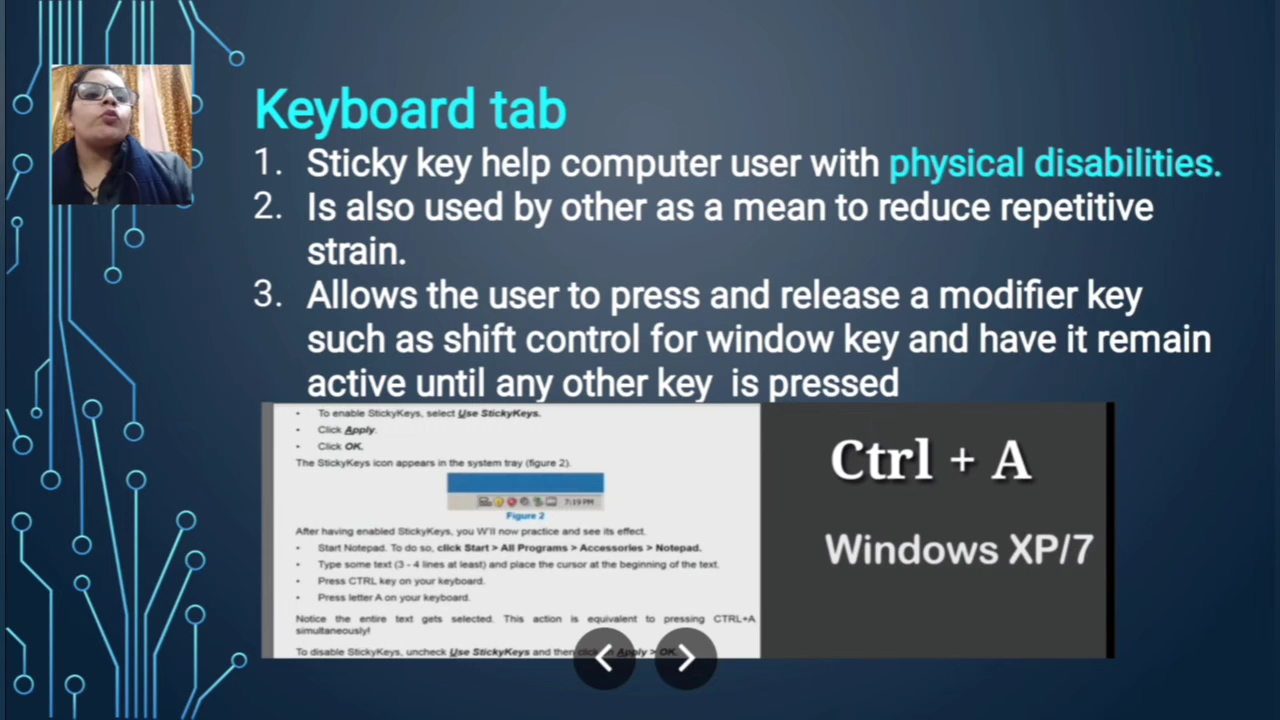 Keyboard tab
1. Sticky key help computer user with physical disabilities.
2. Is also used by other as a mean to reduce repetitive
strain.
3. Allows the user to press and release a modifier key
such as shift control for window key and have it remain
active until any other key is pressed
• To enable StickyKeys, select Use StickyKeys.
• Click Apply.
• Click OK.
The StickyKeys icon appears in the system tray (figure 2).
7:19 PM
Figure 2
After having enabled StickyKeys, you W'll now practice and see its effect.
• Start Notepad. To do so, click Start > All Programs > Accessories > Notepad.
• Type some text (3 - 4 lines at least) and place the cursor at the beginning of the text.
• Press CTRL key on your keyboard.
• Press letter A on your keyboard.
Notice the entire text gets selected. This action is equivalent to pressing CTRL+A
simultaneously!
To disable StickyKeys, uncheck Use StickyKeys and then click Apply > OK.
Ctrl + A
Windows XP/7